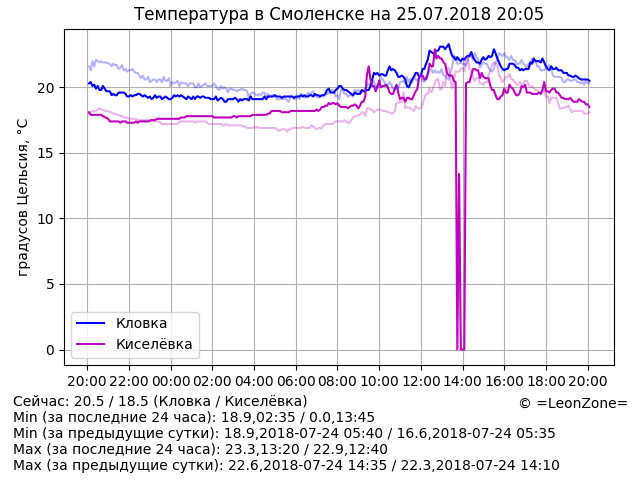 Температура в Смоленске на 25.07.2018 20:05
градусов Цельсия, °C
20
15
10
5
0
Кловка
Киселёвка
20:00 22:00 00:00 02:00 04:00 06:00 08:00 10:00 12:00 14:00 16:00 18:00 20:00
Сейчас: 20.5 / 18.5 (Кловка / Киселёвка)
© =LeonZone=
Min (за последние 24 часа): 18.9,02:35 / 0.0,13:45
Min (за предыдущие сутки): 18.9,2018-07-24 05:40 / 16.6,2018-07-24 05:35
Max (за последние 24 часа): 23.3,13:20 / 22.9,12:40
Max (за предыдущие сутки): 22.6,2018-07-24 14:35 / 22.3,2018-07-24 14:10